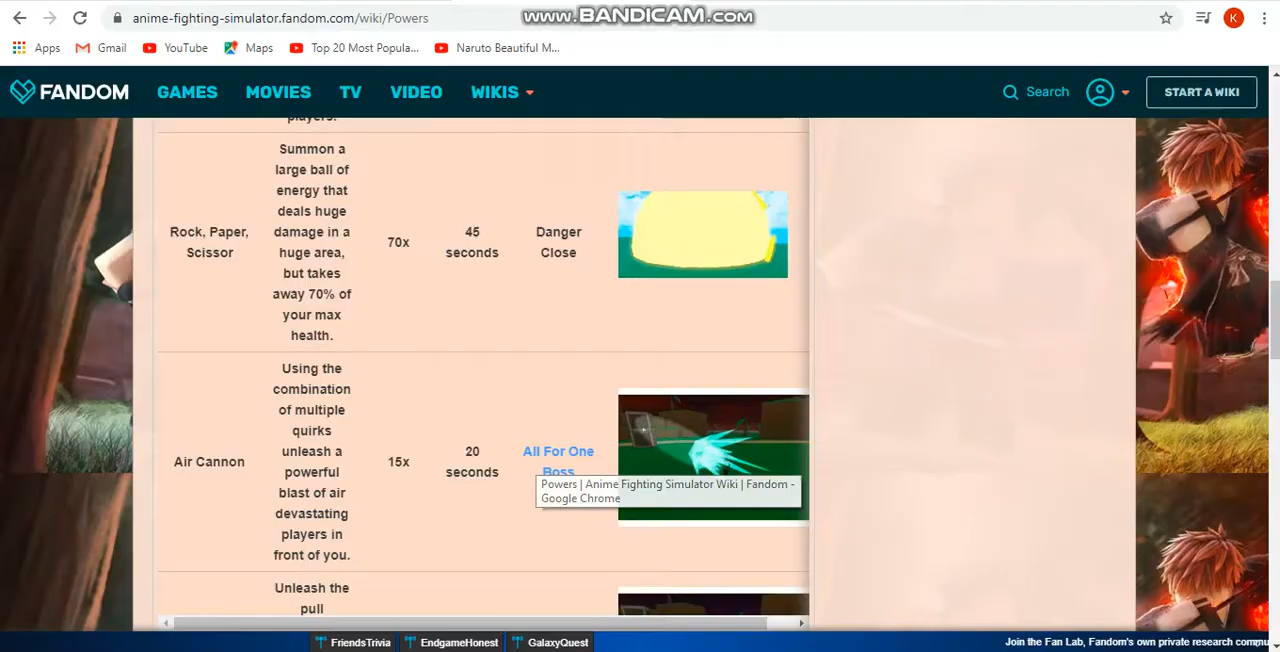 anime-fighting-simulator.fandom.com/wiki/Powers
www.BANDICAM.com
K
Apps
Gmail
YouTube
Maps
Top 20 Most Popula...
Naruto Beautiful M...
FANDOM
GAMES
MOVIES
TV
VIDEO
WIKIS
Search
START A WIKI
players.
Rock, Paper,
Scissor
Summon a
large ball of
energy that
deals huge
damage in a
huge area,
but takes
away 70% of
your max
health.
70x
45
seconds
Danger
Close
Air Cannon
Using the
combination
of multiple
quirks
unleash a
powerful
blast of air
devastating
players in
front of you.
15x
20
seconds
All For One
Boss
Powers | Anime Fighting Simulator Wiki | Fandom -
Google Chrome
Unleash the
pull
FriendsTrivia
EndgameHonest
GalaxyQuest
Join the Fan Lab, Fandom's own private research